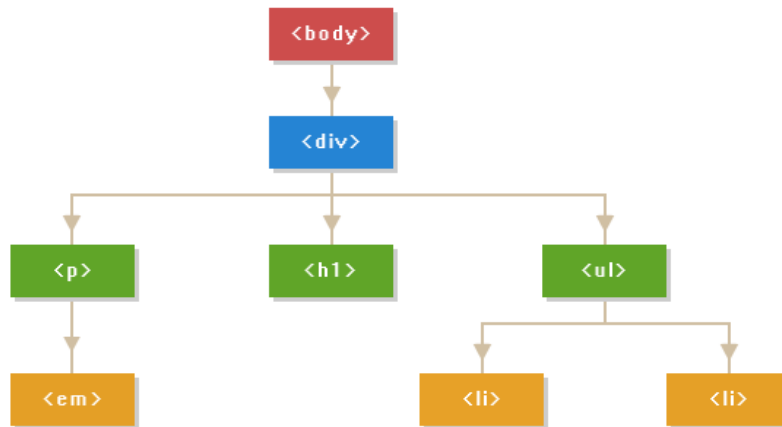 <body>
<div>
<p>
<h1>
<ul>
<em>
<li>
<li>